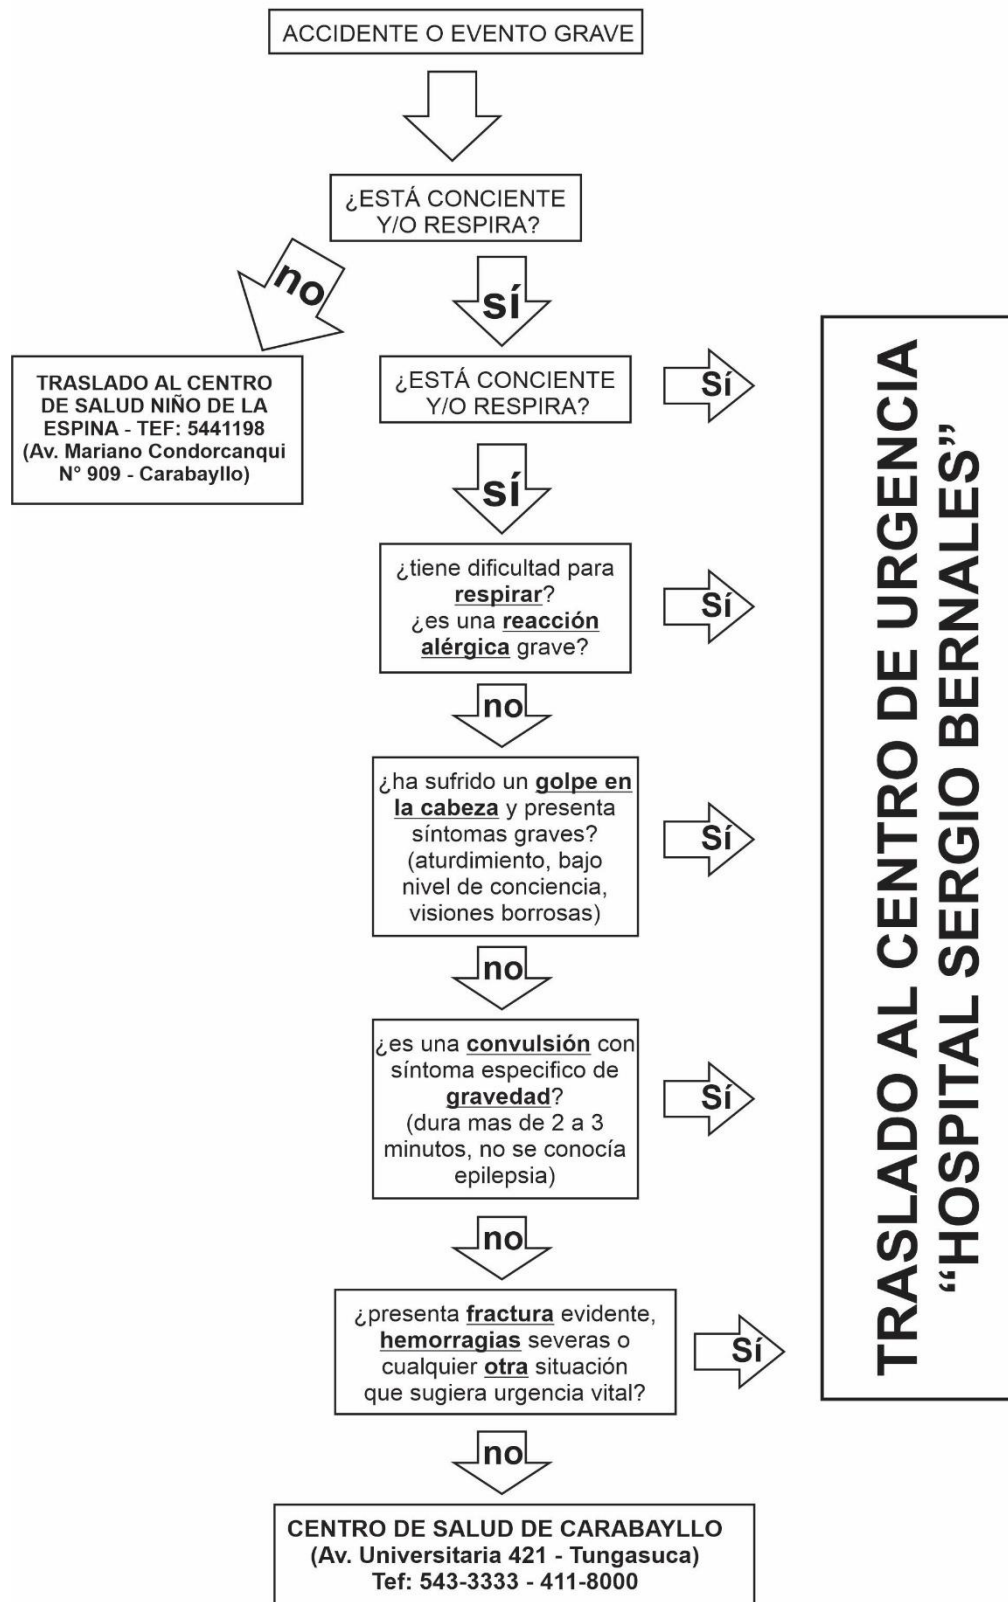 ACCIDENTE O EVENTO GRAVE
¿ESTÁ CONCIENTE
Y/O RESPIRA?
no
sí
TRASLADO AL CENTRO
DE SALUD NIÑO DE LA
ESPINA - TEF: 5441198
(Av. Mariano Condorcanqui
N° 909 - Carabayllo)
¿ESTÁ CONCIENTE
Y/O RESPIRA?
Sí
sí
¿tiene dificultad para
respirar?
¿es una reacción
alérgica grave?
Sí
no
¿ha sufrido un golpe en
la cabeza y presenta
síntomas graves?
(aturdimiento, bajo
nivel de conciencia,
visiones borrosas)
Sí
no
¿es una convulsión con
síntoma especifico de
gravedad?
(dura mas de 2 a 3
minutos, no se conocía
epilepsia)
Sí
no
¿presenta fractura evidente,
hemorragias severas o
cualquier otra situación
que sugiera urgencia vital?
Sí
no
CENTRO DE SALUD DE CARABAYLLO
(Av. Universitaria 421 - Tungasuca)
Tef: 543-3333 - 411-8000
TRASLADO AL CENTRO DE URGENCIA
“HOSPITAL SERGIO BERNALES”